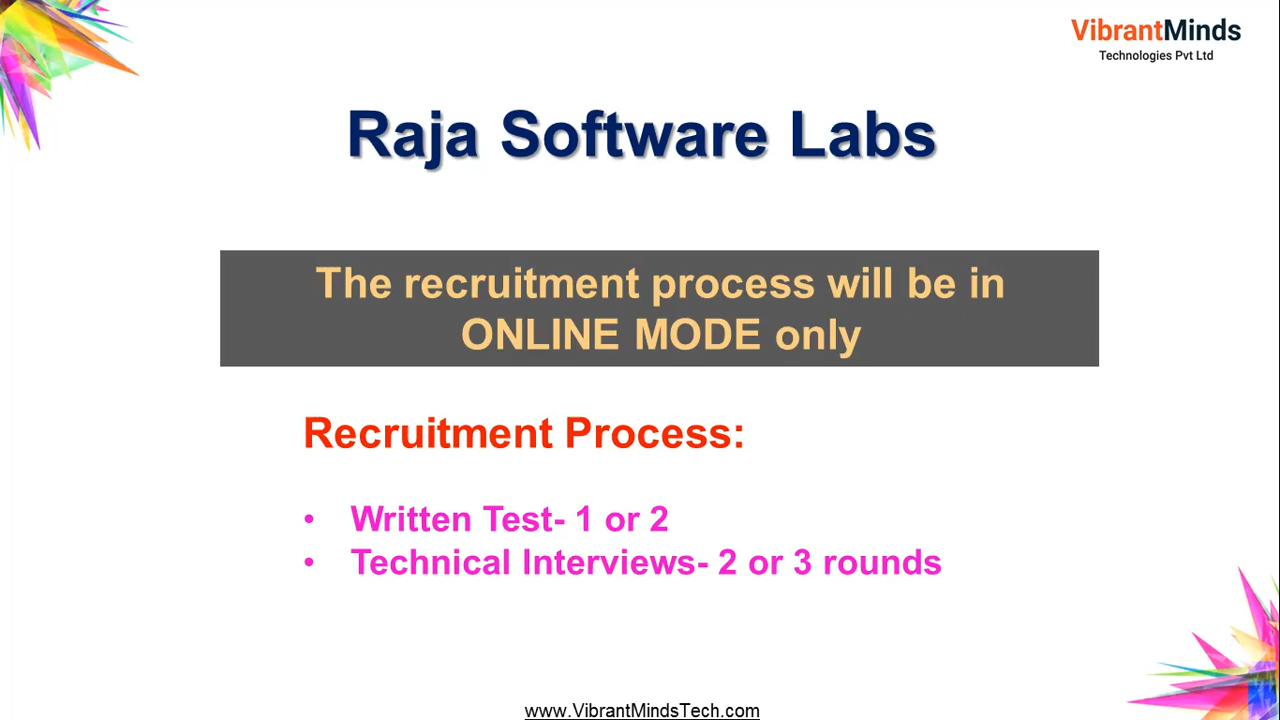 VibrantMinds
Technologies Pvt Ltd
Raja Software Labs
The recruitment process will be in
ONLINE MODE only
Recruitment Process:
• Written Test- 1 or 2
• Technical Interviews- 2 or 3 rounds
www.VibrantMindsTech.com